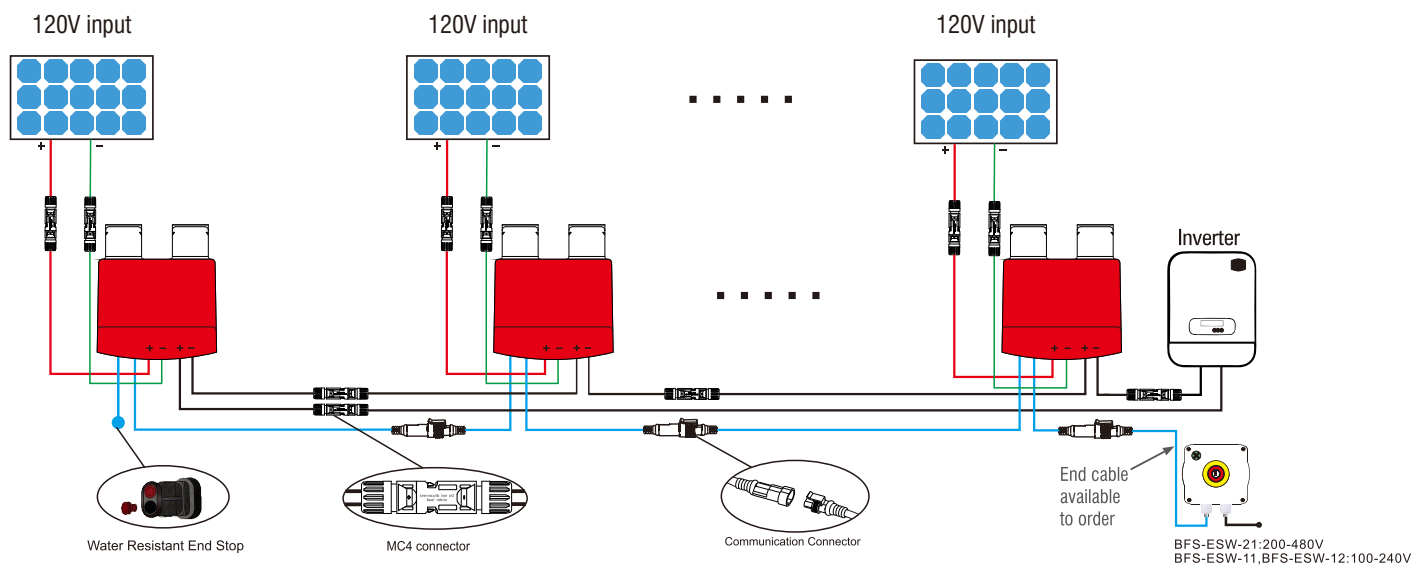 120V input
120V input
120V input
+ −
+ −
+ −
Inverter
+ − + −
+ − + −
+ − + −
End cable
available
to order
Water Resistant End Stop
MC4 connector
Communication Connector
BFS-ESW-21:200-480V
BFS-ESW-11,BFS-ESW-12:100-240V